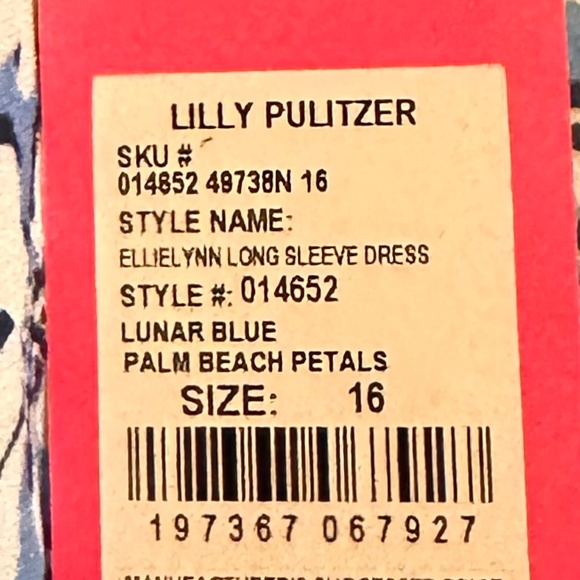 LILLY PULITZER
SKU #
014652 49738N 16
STYLE NAME:
ELLIELYNN LONG SLEEVE DRESS
STYLE #: 014652
LUNAR BLUE
PALM BEACH PETALS
SIZE: 16
197367 067927